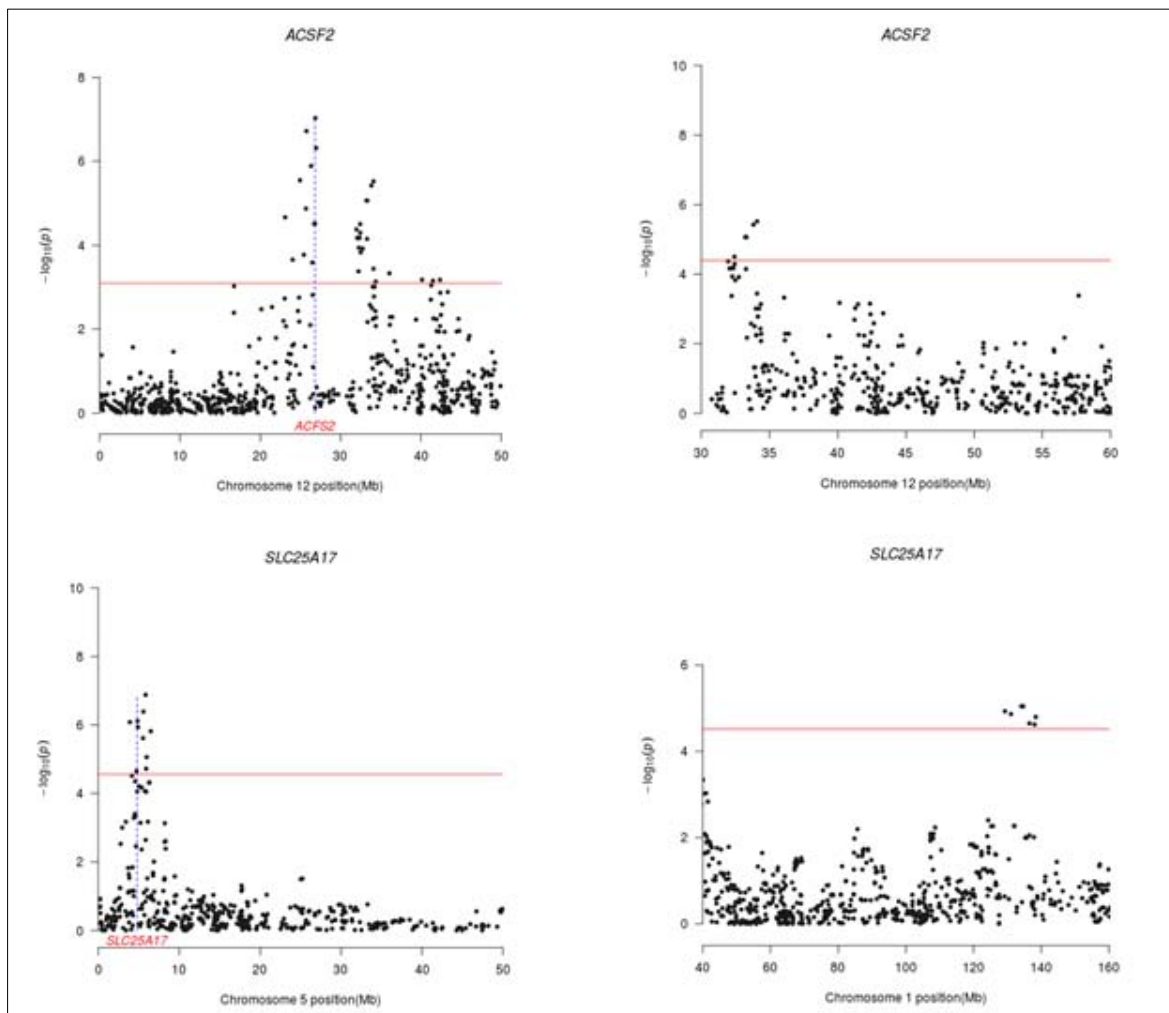 ACSF2
8
6
4
2
0
− log10(p)
0 10 20 30 40 50
ACFS2
Chromosome 12 position(Mb)
ACSF2
10
8
6
4
2
0
− log10(p)
30 35 40 45 50 55 60
Chromosome 12 position(Mb)
SLC25A17
10
8
6
4
2
0
− log10(p)
SLC25A17
0 10 20 30 40 50
Chromosome 5 position(Mb)
SLC25A17
6
4
2
0
− log10(p)
40 60 80 100 120 140 160
Chromosome 1 position(Mb)